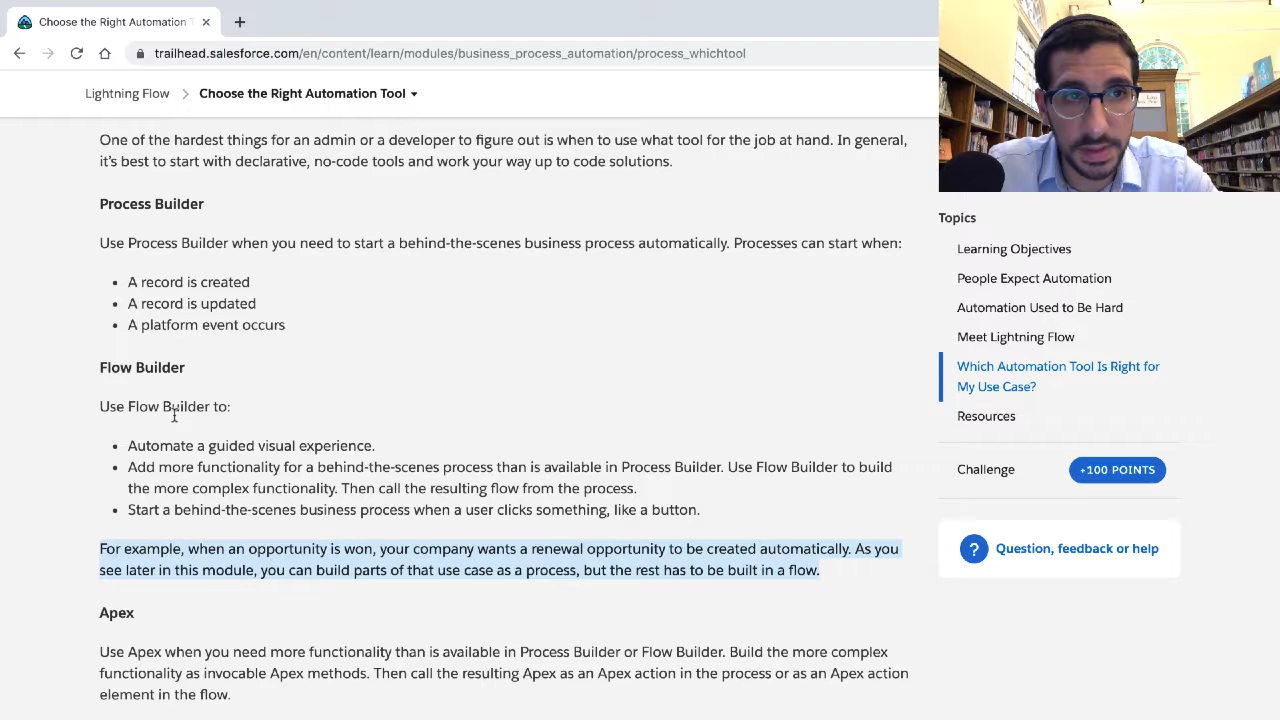 Choose the Right Automation T
trailhead.salesforce.com/en/content/learn/modules/business_process_automation/process_whichtool
Lightning Flow > Choose the Right Automation Tool
One of the hardest things for an admin or a developer to figure out is when to use what tool for the job at hand. In general,
it’s best to start with declarative, no-code tools and work your way up to code solutions.
Process Builder
Use Process Builder when you need to start a behind-the-scenes business process automatically. Processes can start when:
• A record is created
• A record is updated
• A platform event occurs
Flow Builder
Use Flow Builder to:
• Automate a guided visual experience.
• Add more functionality for a behind-the-scenes process than is available in Process Builder. Use Flow Builder to build
the more complex functionality. Then call the resulting flow from the process.
• Start a behind-the-scenes business process when a user clicks something, like a button.
For example, when an opportunity is won, your company wants a renewal opportunity to be created automatically. As you
see later in this module, you can build parts of that use case as a process, but the rest has to be built in a flow.
Apex
Use Apex when you need more functionality than is available in Process Builder or Flow Builder. Build the more complex
functionality as invocable Apex methods. Then call the resulting Apex as an Apex action in the process or as an Apex action
element in the flow.
Topics
Learning Objectives
People Expect Automation
Automation Used to Be Hard
Meet Lightning Flow
Which Automation Tool Is Right for
My Use Case?
Resources
Challenge
+100 POINTS
? Question, feedback or help